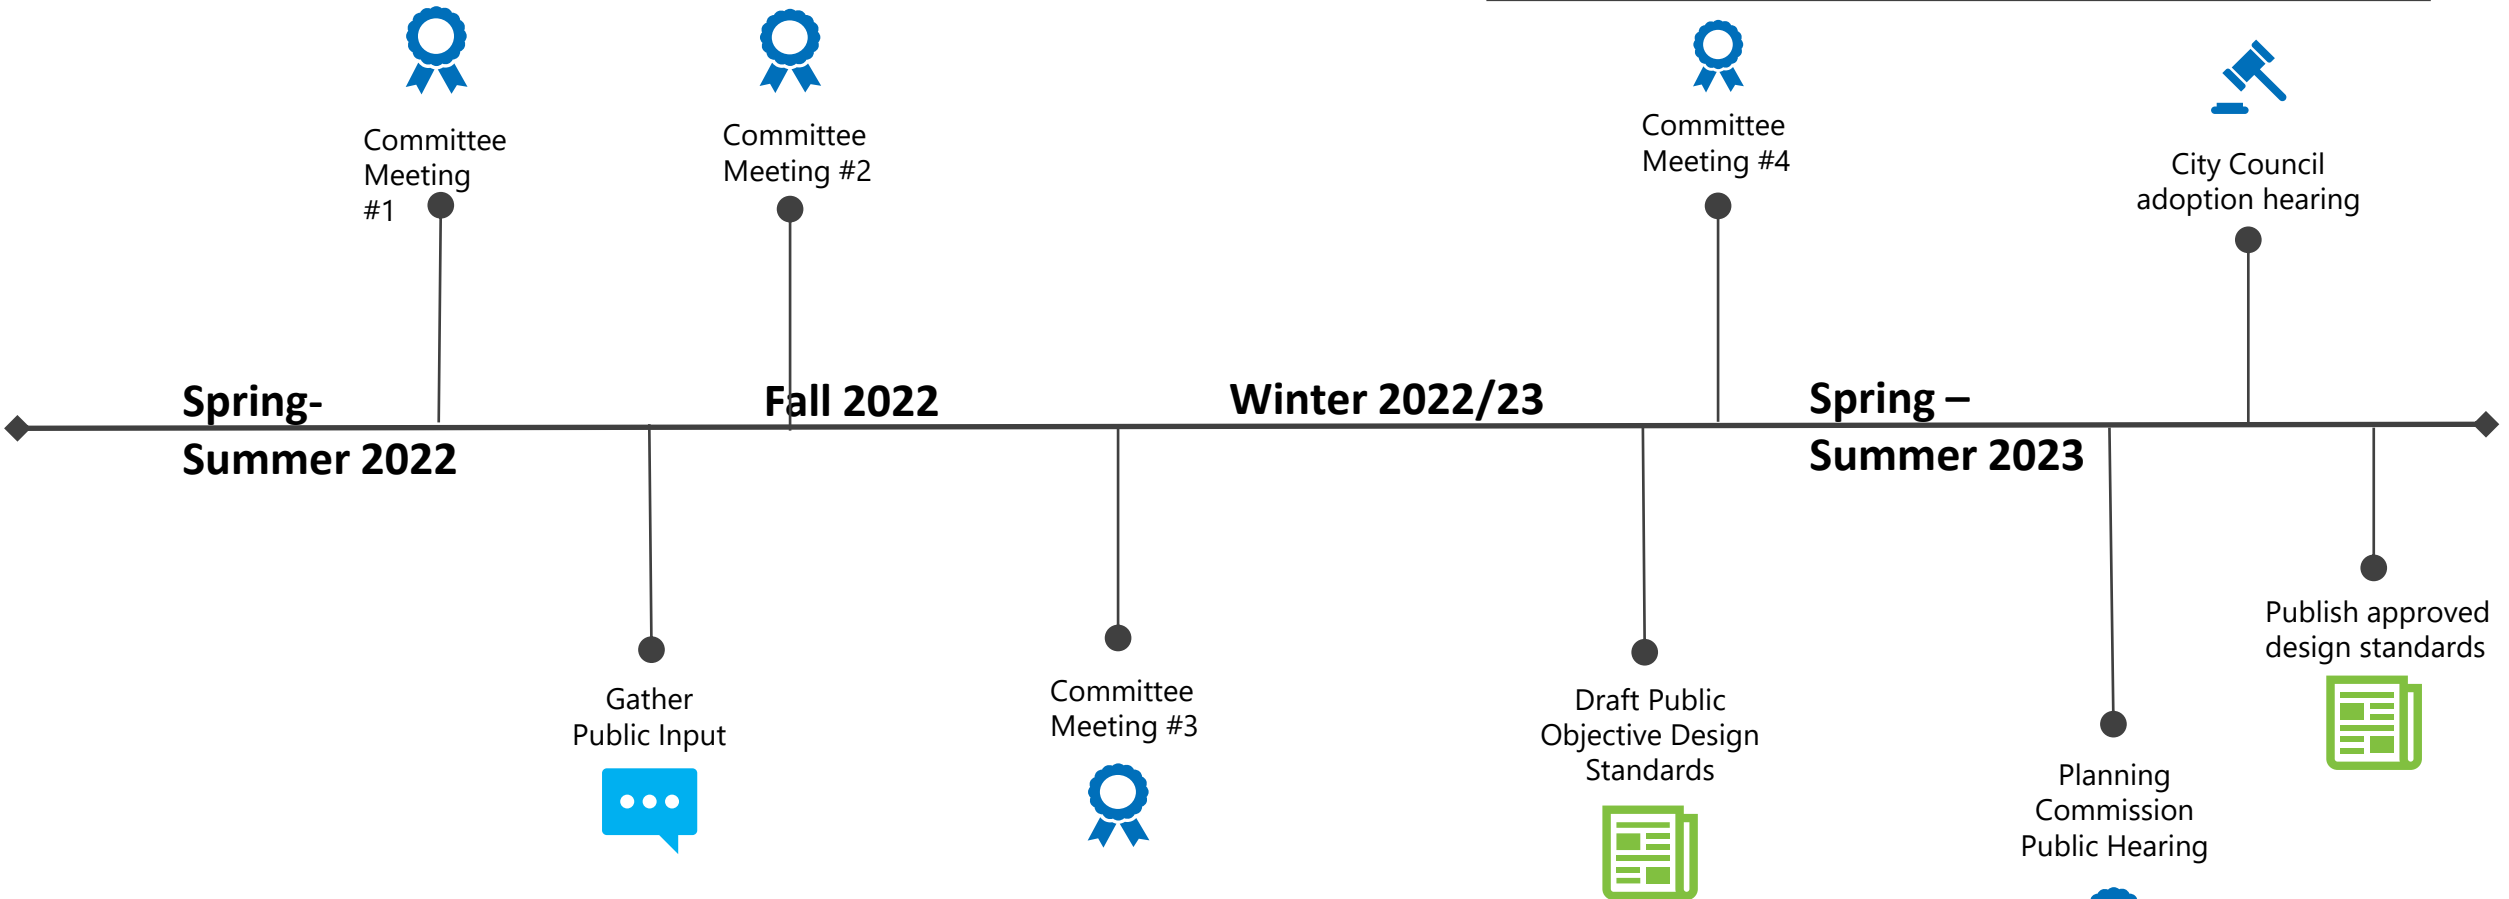 Committee
Meeting
#1
Committee
Meeting #2
Committee
Meeting #4
City Council
adoption hearing
Spring-
Summer 2022
Fall 2022
Winter 2022/23
Spring –
Summer 2023
Gather
Public Input
Committee
Meeting #3
Draft Public
Objective Design
Standards
Planning
Commission
Public Hearing
Publish approved
design standards